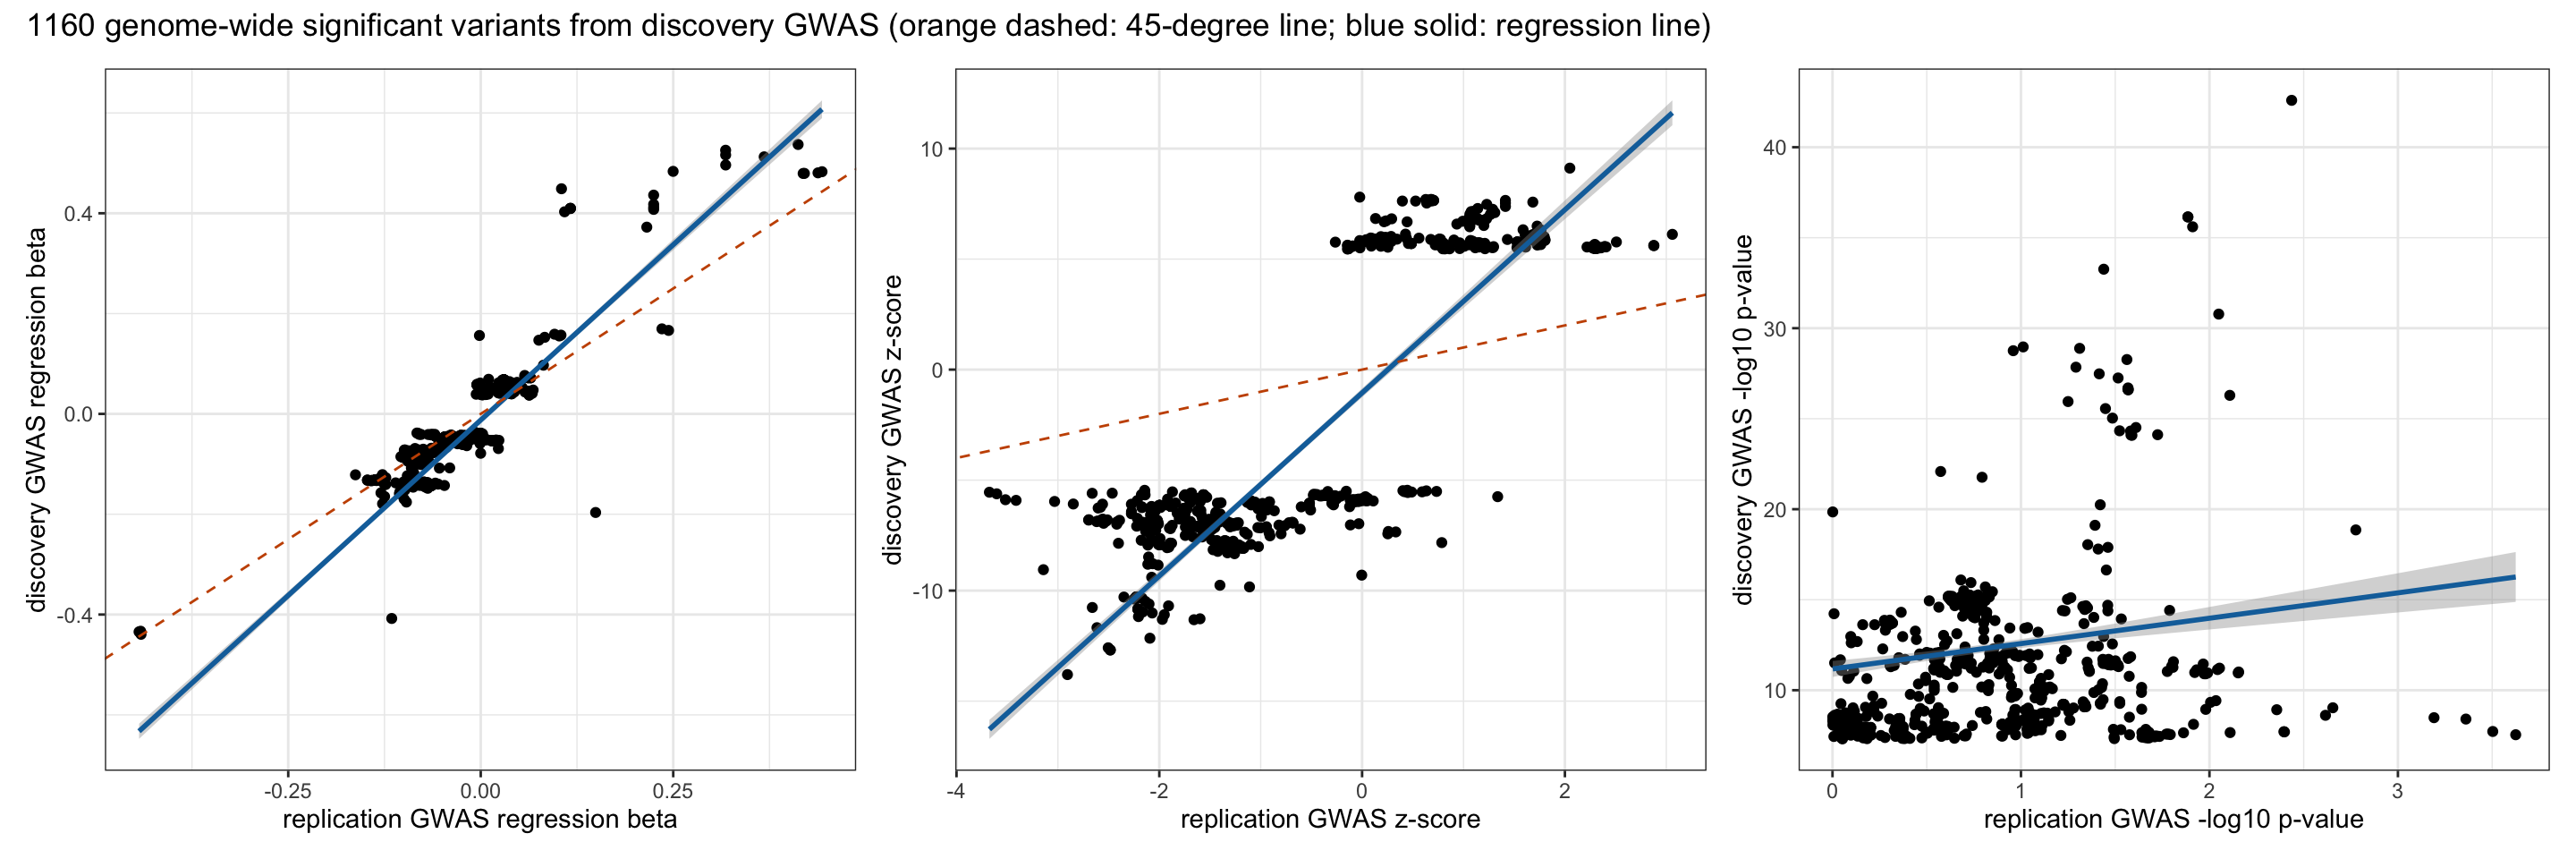 1160 genome-wide significant variants from discovery GWAS (orange dashed: 45-degree line; blue solid: regression line)
discovery GWAS regression beta
0.4
0.0
-0.4
-0.25 0.00 0.25
replication GWAS regression beta
discovery GWAS z-score
10
0
-10
-4 -2 0 2
replication GWAS z-score
discovery GWAS -log10 p-value
40
30
20
10
0 1 2 3
replication GWAS -log10 p-value